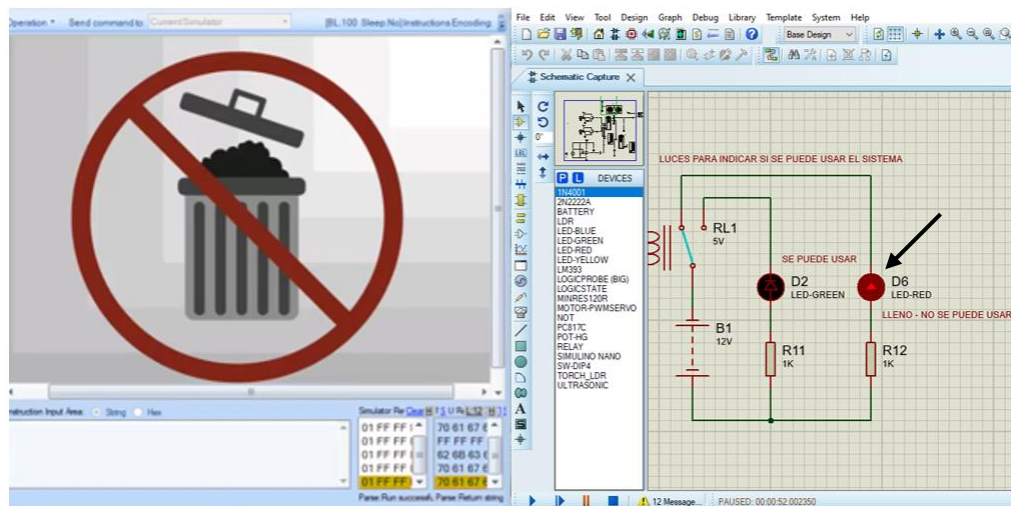 Operation
Send command to:
Current Simulator
[BL:100 Sleep:No]Instructions Encoding:
Instruction Input Area:
String
Hex
Simulator Re
Clear
H
01 FF FF
01 FF FF
01 FF FF
01 FF FF
01 FF FF
70 61 67 6
FF FF FF
62 6B 63 6
70 61 67 6
70 61 67 6
Parse Run successful, Parse Return string
File Edit View Tool Design Graph Debug Library Template System Help
Base Design
Schematic Capture
0°
P L DEVICES
1N4001
2N2222A
BATTERY
LDR
LED-BLUE
LED-GREEN
LED-RED
LED-YELLOW
LM393
LOGICPROBE (BIG)
LOGICSTATE
MINRES120R
MOTOR-PWMSERVO
NOT
PC817C
POT-HG
RELAY
SIMULINO NANO
SW-DIP4
TORCH_LDR
ULTRASONIC
LUCES PARA INDICAR SI SE PUEDE USAR EL SISTEMA
RL1
5V
SE PUEDE USAR
D2
LED-GREEN
D6
LED-RED
LLENO - NO SE PUEDE USAR
B1
12V
R11
1K
R12
1K
12 Message...
PAUSED: 00:00:52.002350